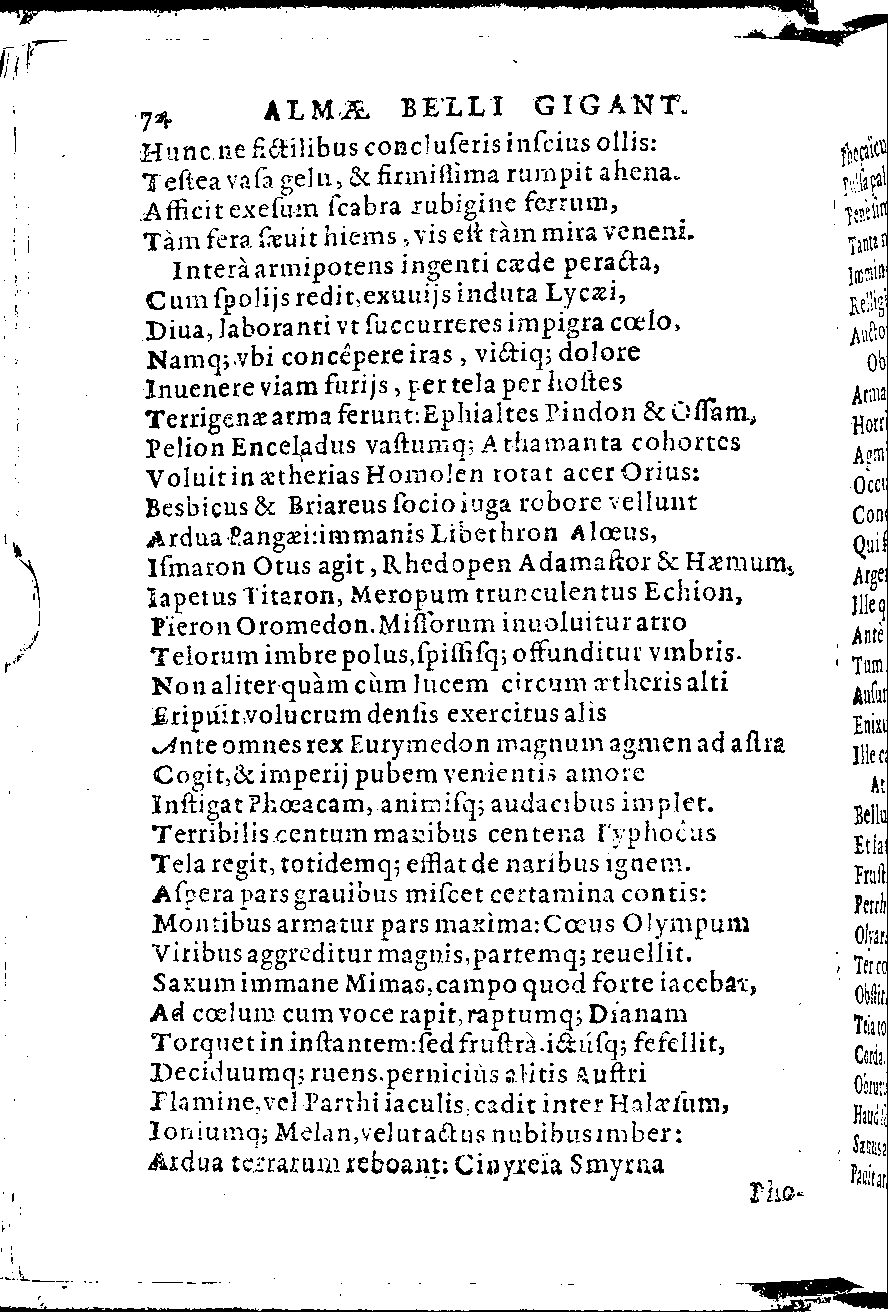 74 ALMÆ BELLI GIGANT.
Hunc ne fictilibus concluſeris inſcius ollis:
Teſtea vaſa gelu, & firmiſſima rumpit ahena.
Afficit exeſum ſcabra rubigine ferrum,
Tàm fera ſæuit hiems, vis eſt tàm mira veneni.
Intereà armipotens ingenti cæde peracta,
Cum ſpolijs redit, exuuijs induta Lycæi,
Diua, laboranti vt ſuccurreres impigra cœlo,
Namq; vbi concêpere iras, victiq; dolore
Inuenere viam furijs, per tela per hoſtes
Terrigenæ arma ferunt: Ephialtes Pindon & Oſſam,
Pelion Enceladus vaſtumq; Athamanta cohortes
Voluit in ætherias Homolen rotat acer Orius:
Besbicus & Briareus ſocio iuga robore vellunt
Ardua Pangæi: immanis Libethron Alœus,
Iſmaron Otus agit, Rhedopen Adamaſtor & Hæmum,
Iapetus Titaron, Meropum trunculentus Echion,
Pieron Oromedon. Miſſorum inuoluitur atro
Telorum imbre polus, ſpiſſiſq; offunditur vmbris.
Non aliter quàm cùm lucem circum ætheris alti
Eripuit volucrum denſis exercitus alis
Ante omnes rex Eurymedon magnum agmen ad aſtra
Cogit, & imperij pubem venientis amore
Inſtigat Phœacam, animiſq; audacibus implet.
Terribilis centum manibus centena Typhoêus
Tela regit, totidemq; efflat de naribus ignem.
Aſpera pars grauibus miſcet certamina contis:
Montibus armatur pars maxima: Cœus Olympum
Viribus aggreditur magnis, partemq; reuellit.
Saxum immane Mimas, campo quod forte iacebat,
Ad cœlum cum voce rapit, raptumq; Dianam
Torquet in inſtantem: ſed fruſtrà ictúſq; fefellit,
Deciduumq; ruens pernicius alitis Auſtri
Flamine, vel Parthi iaculis, cadit inter Halæſum,
Ioniumq; Melan, velut actus nubibus imber:
Ardua terrarum reboant: Cinyreïa Smyrna
Pho-